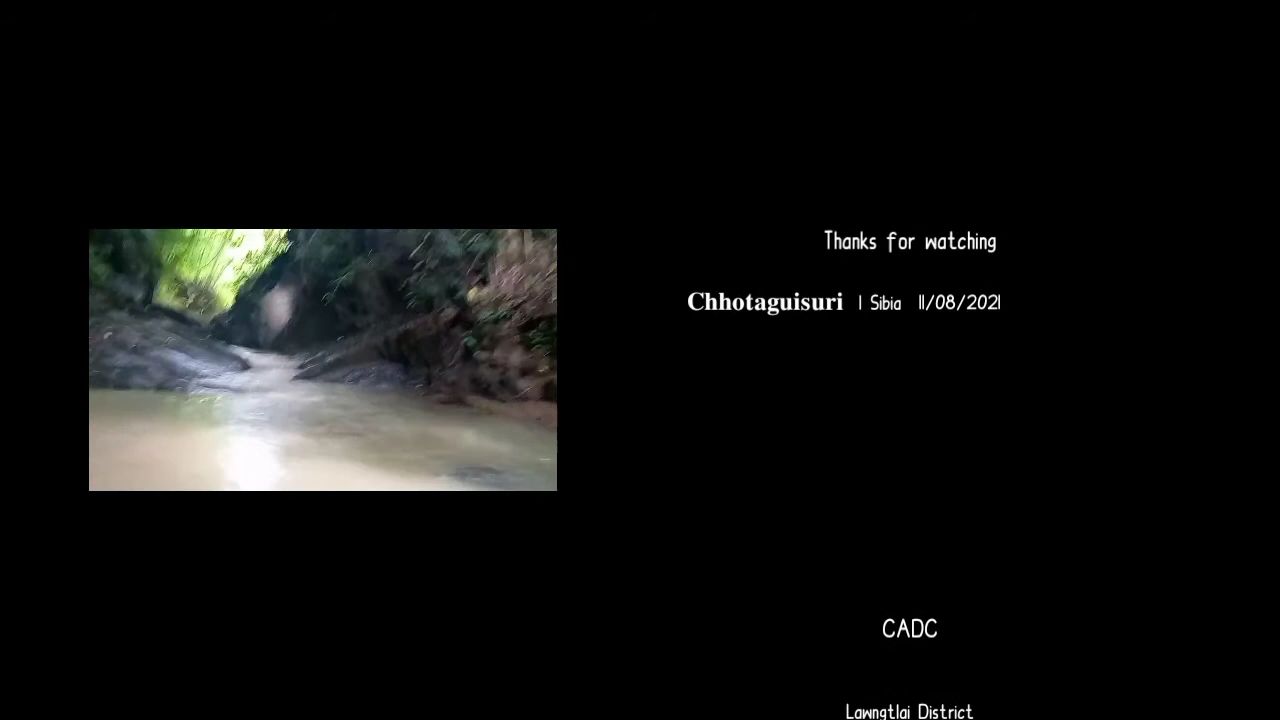 Thanks for watching
Chhotaguisuri | Sibia 11/08/2021
CADC
Lawngtlai District